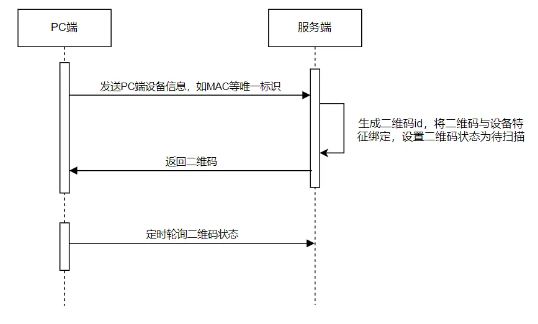 PC端
服务端
发送PC端设备信息，如MAC等唯一标识
生成二维码id，将二维码与设备特
征绑定，设置二维码状态为待扫描
返回二维码
定时轮询二维码状态